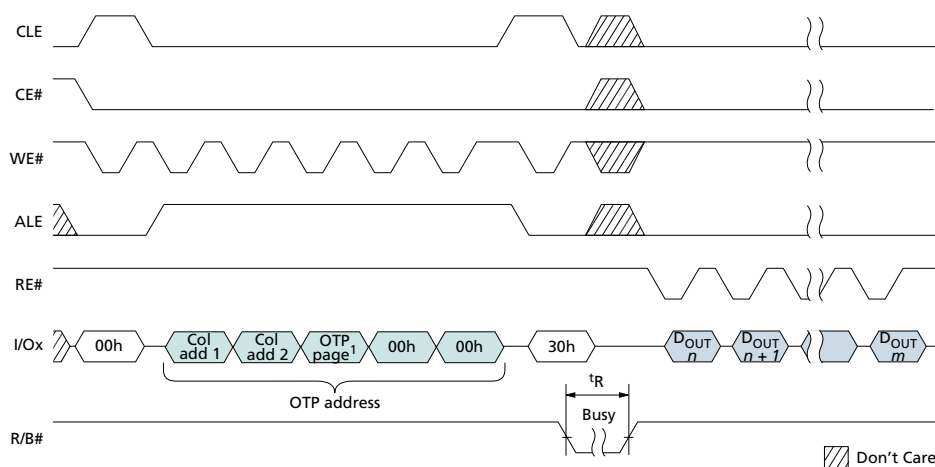 CLE
CE#
WE#
ALE
RE#
I/Ox
00h
Col
add 1
Col
add 2
OTP
page1
00h
00h
30h
DOUT
n
DOUT
n + 1
DOUT
m
OTP address
tR
Busy
R/B#
Don't Care